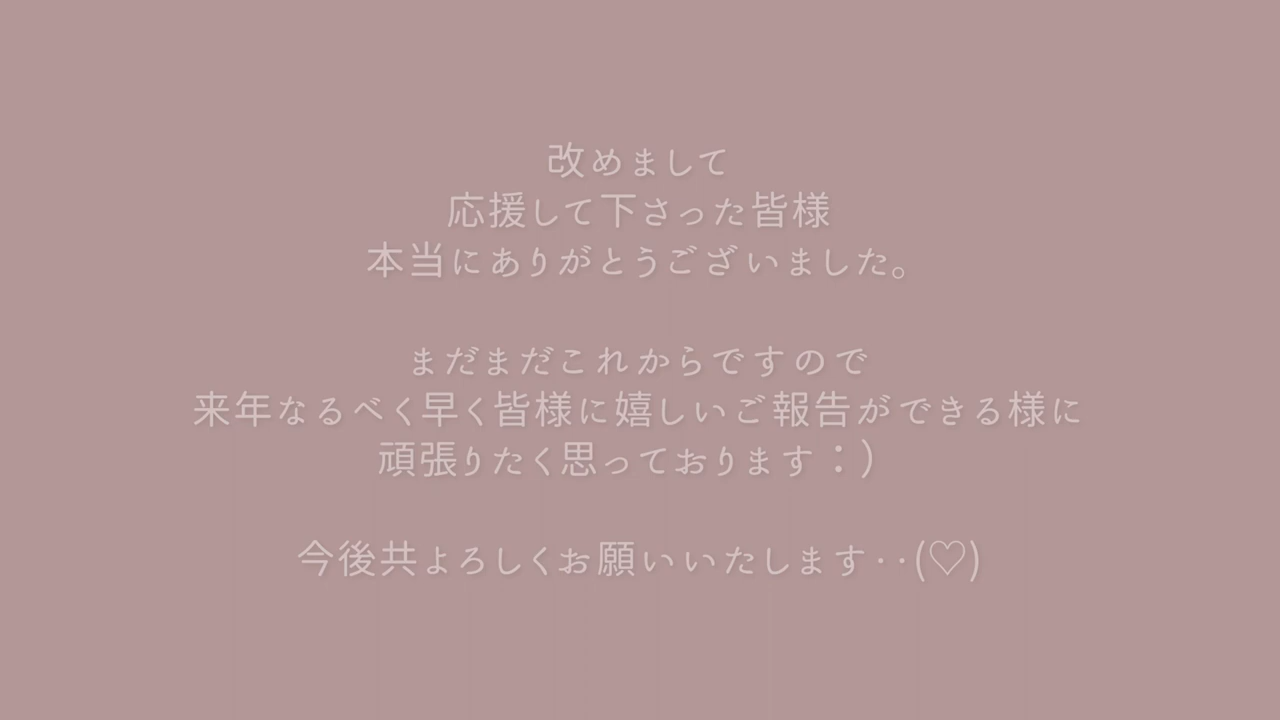 改めまして
応援して下さった皆様
本当にありがとうございました。
まだまだこれからですので
来年なるべく早く皆様に嬉しいご報告ができる様に
頑張りたく思っております：)
今後共よろしくお願いいたします‥(♡)